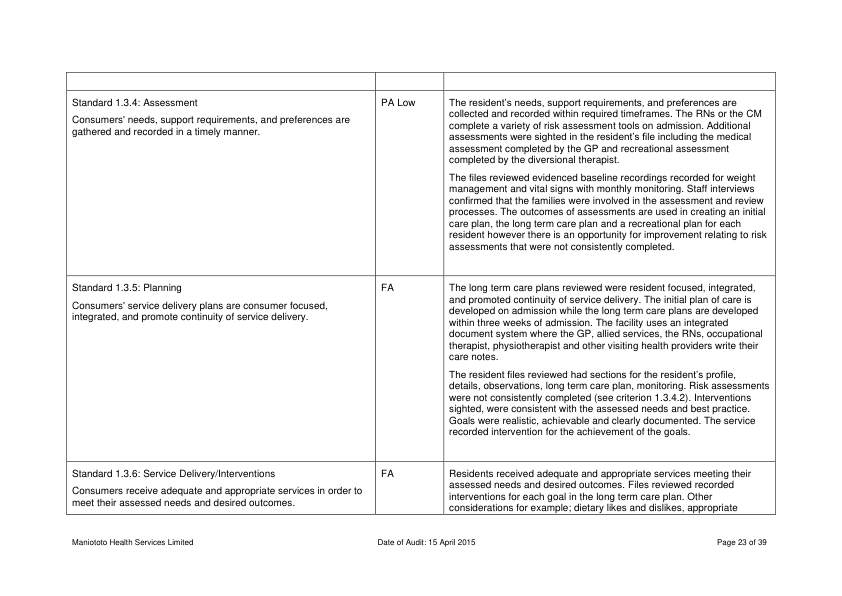 Standard 1.3.4: Assessment
Consumers' needs, support requirements, and preferences are
gathered and recorded in a timely manner.
PA Low
The resident's needs, support requirements, and preferences are
collected and recorded within required timeframes. The RNs or the CM
complete a variety of risk assessment tools on admission. Additional
assessments were sighted in the resident's file including the medical
assessment completed by the GP and recreational assessment
completed by the diversional therapist.
The files reviewed evidenced baseline recordings recorded for weight
management and vital signs with monthly monitoring. Staff interviews
confirmed that the families were involved in the assessment and review
processes. The outcomes of assessments are used in creating an initial
care plan, the long term care plan and a recreational plan for each
resident however there is an opportunity for improvement relating to risk
assessments that were not consistently completed.
Standard 1.3.5: Planning
Consumers' service delivery plans are consumer focused,
integrated, and promote continuity of service delivery.
FA
The long term care plans reviewed were resident focused, integrated,
and promoted continuity of service delivery. The initial plan of care is
developed on admission while the long term care plans are developed
within three weeks of admission. The facility uses an integrated
document system where the GP, allied services, the RNs, occupational
therapist, physiotherapist and other visiting health providers write their
care notes.
The resident files reviewed had sections for the resident's profile,
details, observations, long term care plan, monitoring. Risk assessments
were not consistently completed (see criterion 1.3.4.2). Interventions
sighted, were consistent with the assessed needs and best practice.
Goals were realistic, achievable and clearly documented. The service
recorded intervention for the achievement of the goals.
Standard 1.3.6: Service Delivery/Interventions
Consumers receive adequate and appropriate services in order to
meet their assessed needs and desired outcomes.
FA
Residents received adequate and appropriate services meeting their
assessed needs and desired outcomes. Files reviewed recorded
interventions for each goal in the long term care plan. Other
considerations for example; dietary likes and dislikes, appropriate
Maniototo Health Services Limited
Date of Audit: 15 April 2015
Page 23 of 39